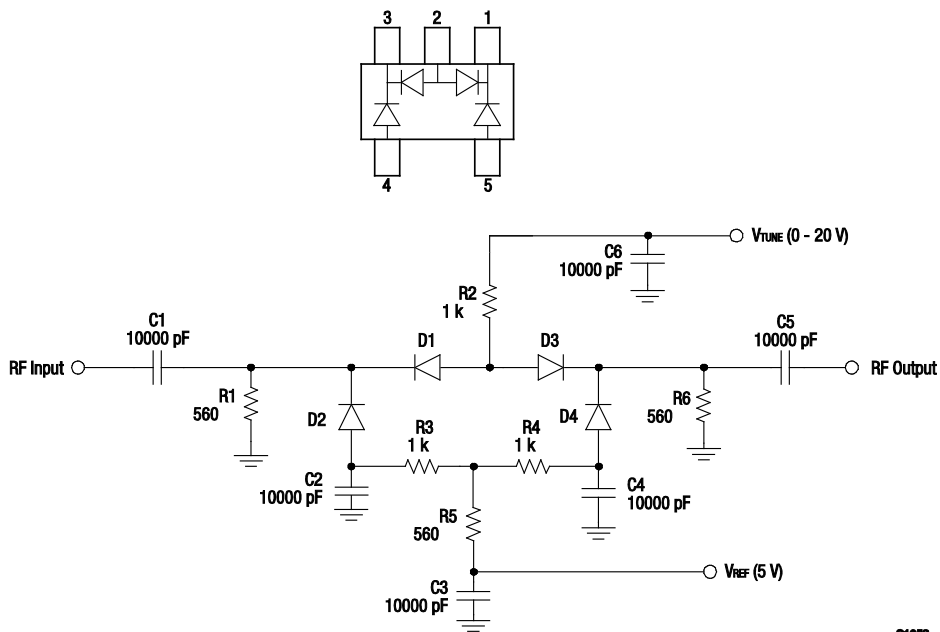 3 2 1
4 5
VTUNE (0 - 20 V)
C6
10000 pF
R2
1 k
C1
10000 pF
D1
D3
C5
10000 pF
RF Input
RF Output
R1
560
D2
D4
R6
560
R3
1 k
R4
1 k
C2
10000 pF
C4
10000 pF
R5
560
VREF (5 V)
C3
10000 pF